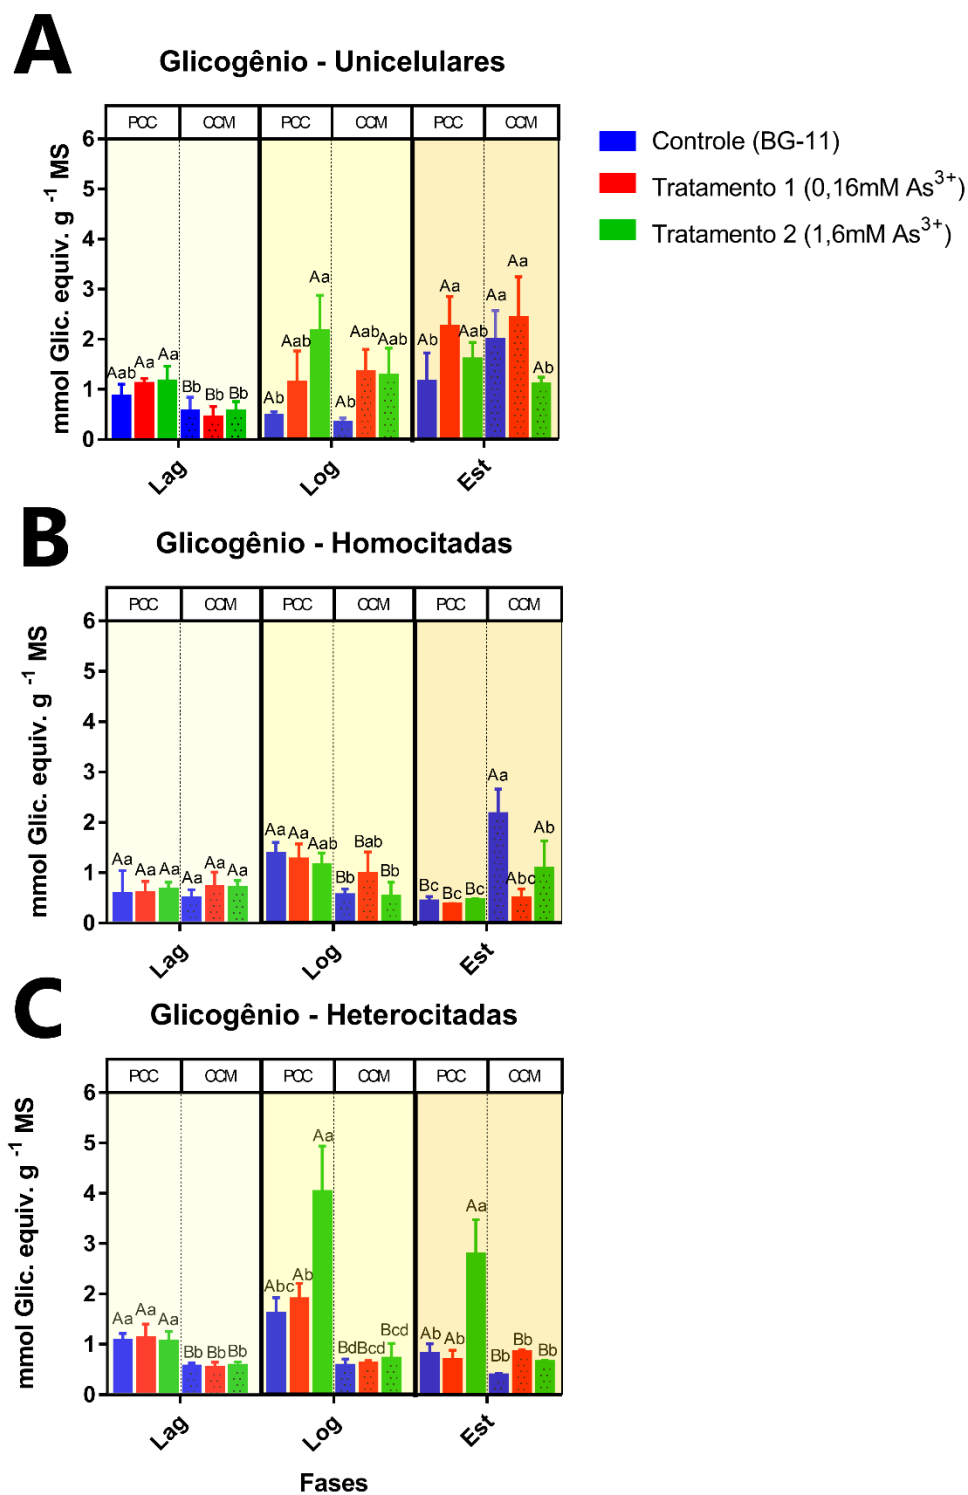 A
Glicogênio - Unicelulares
PCC CCM PCC CCM PCC CCM
Controle (BG-11)
Tratamento 1 (0,16mM As3+)
Tratamento 2 (1,6mM As3+)
mmol Glic. equiv. g -1 MS
6
5
4
3
2
1
0
Aab Aa Aa Bb Bb Bb Ab Aab Aa Ab Aab Aab Ab Aa Aab Aa Aa Ab
Lag Log Est
B
Glicogênio - Homocitadas
PCC CCM PCC CCM PCC CCM
mmol Glic. equiv. g -1 MS
6
5
4
3
2
1
0
Aa Aa Aa Aa Aa Aa Aa Aa Aab Bb Bab Bb Bc Bc Bc Aa Abc Ab
Lag Log Est
C
Glicogênio - Heterocitadas
PCC CCM PCC CCM PCC CCM
mmol Glic. equiv. g -1 MS
6
5
4
3
2
1
0
Aa Aa Aa Bb Bb Bb Abc Ab Aa Bd Bcd Bcd Ab Ab Aa Bb Bb Bb
Lag Log Est
Fases